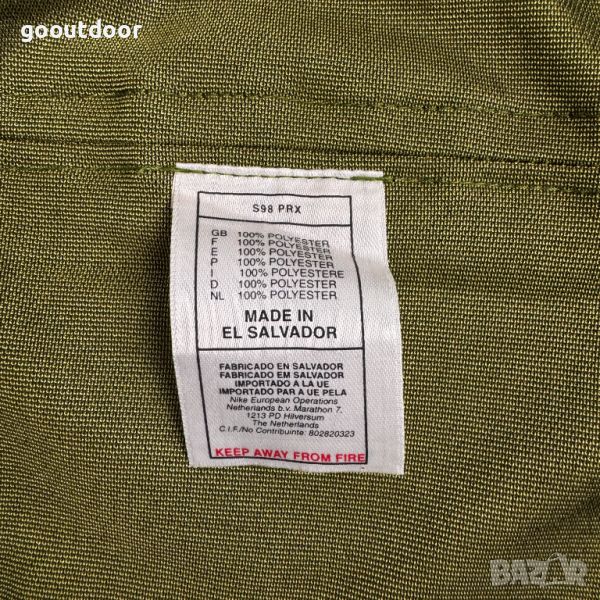 gooutdoor
S98 PRX
GB 100% POLYESTER
F 100% POLYESTER
E 100% POLYESTER
P 100% POLYESTER
I 100% POLYESTERE
D 100% POLYESTER
NL 100% POLYESTER
MADE IN
EL SALVADOR
FABRICADO EN SALVADOR
FABRICADO EM SALVADOR
IMPORTADO A LA UE
IMPORTADO PAR A UE PELA
Nike European Operations
Netherlands b.v. Marathon 7,
1213 PD Hilversum
The Netherlands
C.I.F./No Contribuinte: 802820323
KEEP AWAY FROM FIRE
BAZAR